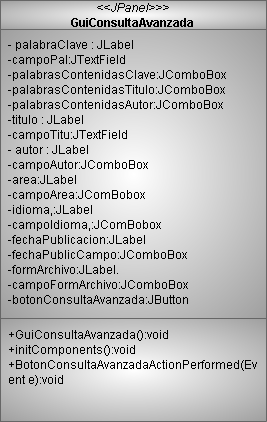 <<JPanel>>>
GuiConsultaAvanzada
- palabraClave : JLabel
-campoPal:JTextField
-palabrasContenidasClave:JComboBox
-palabrasContenidasTitulo:JComboBox
-palabrasContenidasAutor:JComboBox
-titulo : JLabel
-campoTitu:JTextField
- autor : JLabel
-campoAutor:JComboBox
-area:JLabel
-campoArea:JComBobox
-idioma,:JLabel
-campoIdioma,:JComBobox
-fechaPublicacion:JLabel
-fechaPublicCampo:JComboBox
-formArchivo:JLabel.
-campoFormArchivo:JComboBox
-botonConsultaAvanzada:JButton
+GuiConsultaAvanzada():void
+initComponents():void
+BotonConsultaAvanzadaActionPerformed(Ev
ent e):void